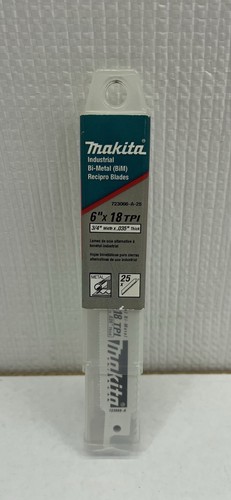 makita
Industrial
Bi-Metal (BiM)
Recipro Blades
723066-A-25
6" x 18 TPI
3/4" Wide x .035" Thick
METAL
25
18 TPI
Makita